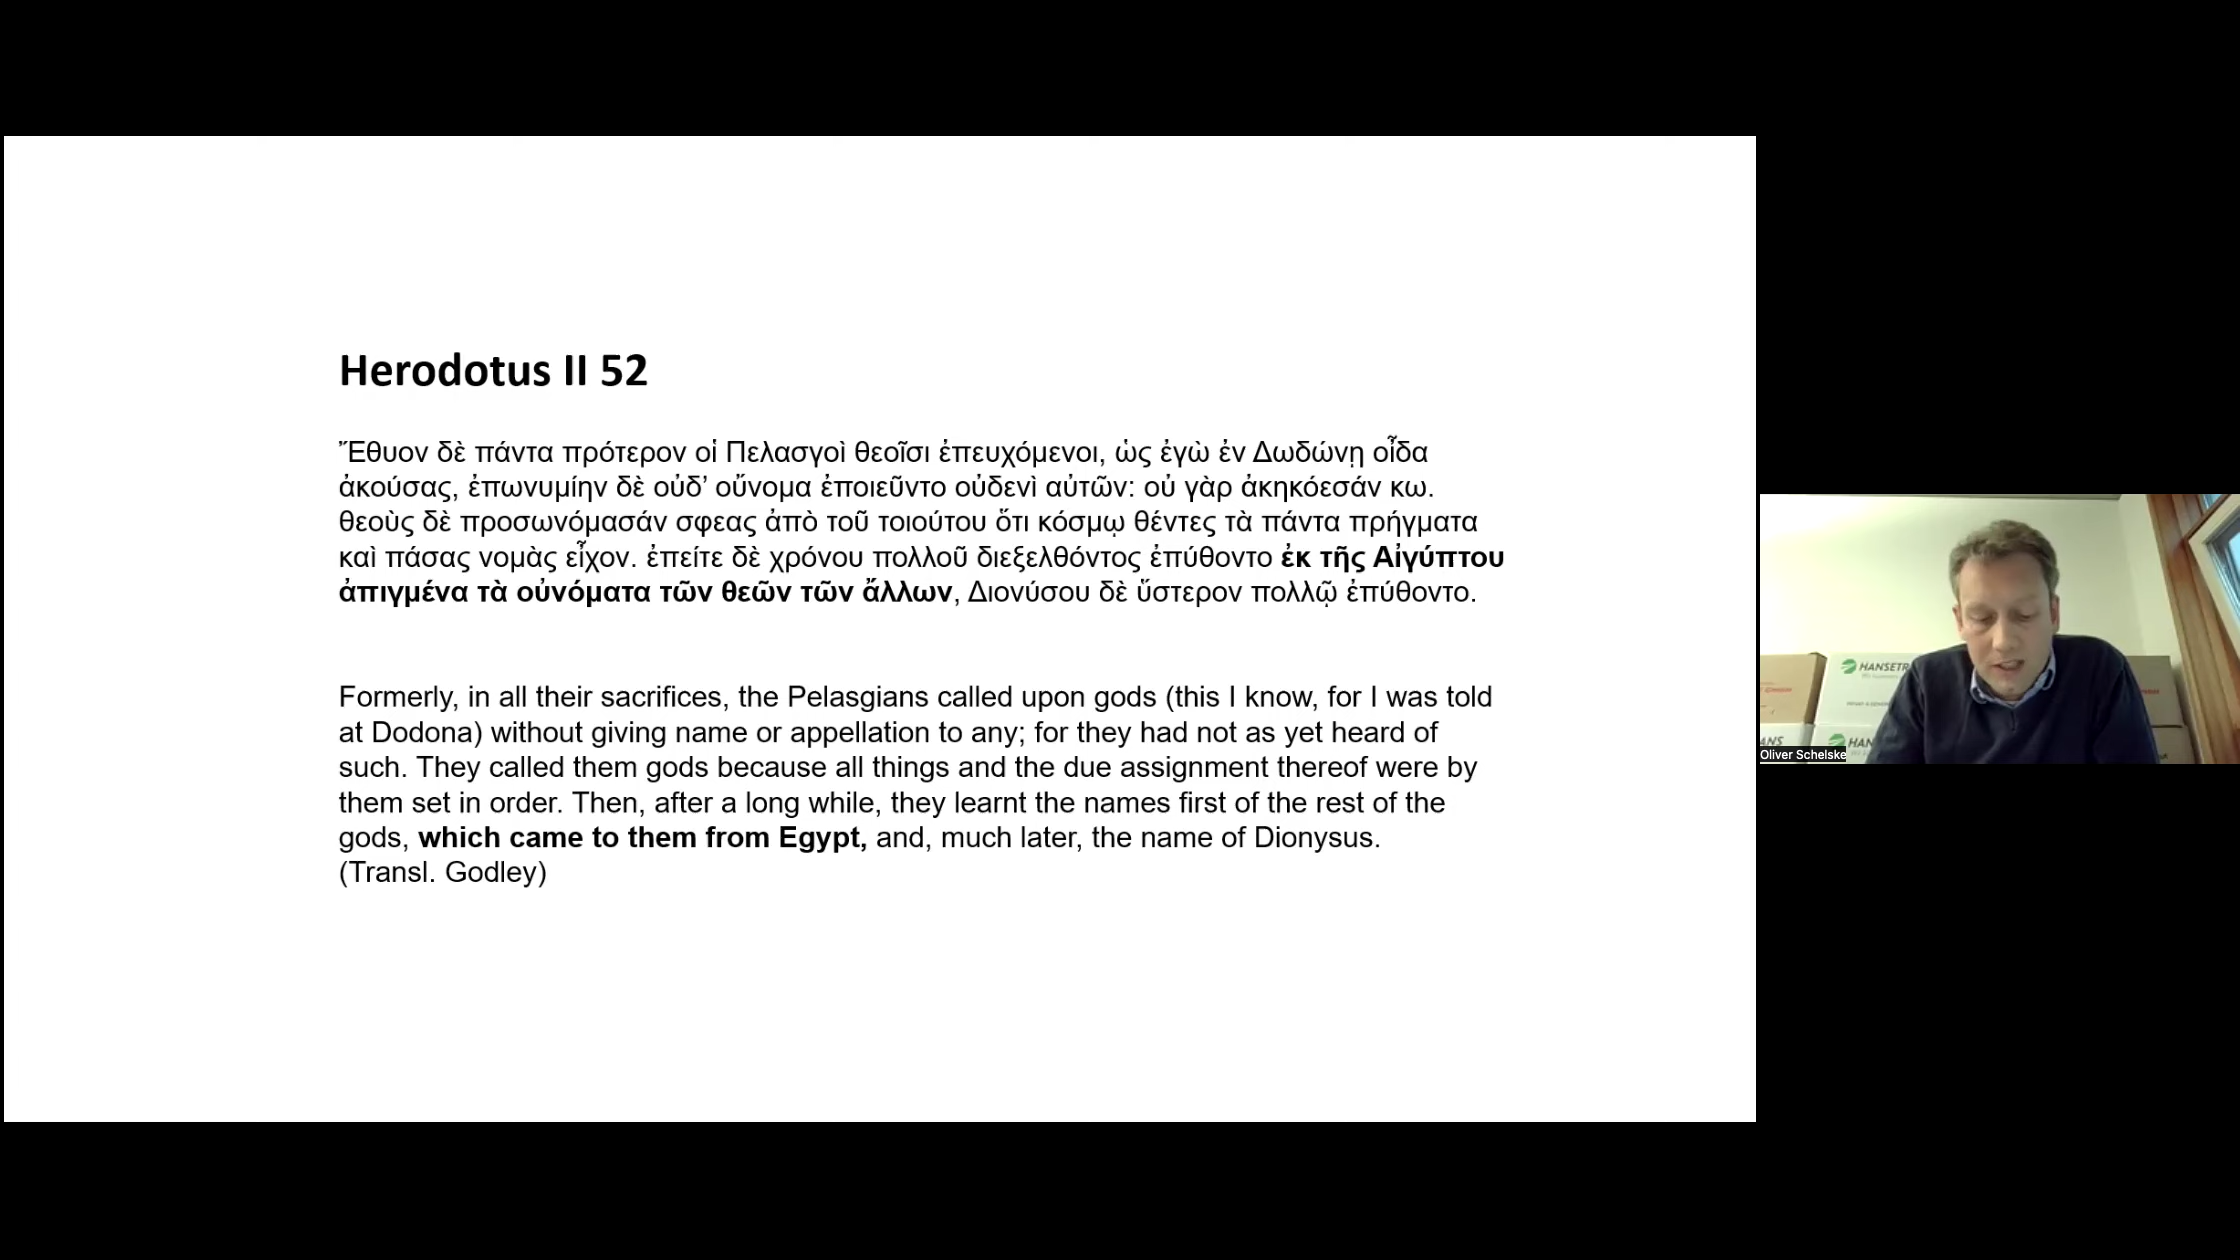 Herodotus II 52
Ἔθυον δὲ πάντα πρότερον οἱ Πελασγοὶ θεοῖσι ἐπευχόμενοι, ὡς ἐγὼ ἐν Δωδώνῃ οἶδα
ἀκούσας, ἐπωνυμίην δὲ οὐδ’ οὔνομα ἐποιεῦντο οὐδενὶ αὐτῶν: οὐ γὰρ ἀκηκόεσάν κω.
θεοὺς δὲ προσωνόμασάν σφεας ἀπὸ τοῦ τοιούτου ὅτι κόσμῳ θέντες τὰ πάντα πρήγματα
καὶ πάσας νομὰς εἶχον. ἐπείτε δὲ χρόνου πολλοῦ διεξελθόντος ἐπύθοντο ἐκ τῆς Αἰγύπτου
ἀπιγμένα τὰ οὐνόματα τῶν θεῶν τῶν ἄλλων, Διονύσου δὲ ὕστερον πολλῷ ἐπύθοντο.
Formerly, in all their sacrifices, the Pelasgians called upon gods (this I know, for I was told
at Dodona) without giving name or appellation to any; for they had not as yet heard of
such. They called them gods because all things and the due assignment thereof were by
them set in order. Then, after a long while, they learnt the names first of the rest of the
gods, which came to them from Egypt, and, much later, the name of Dionysus.
(Transl. Godley)
HANSETR
ANS
HAN
Oliver Schelske